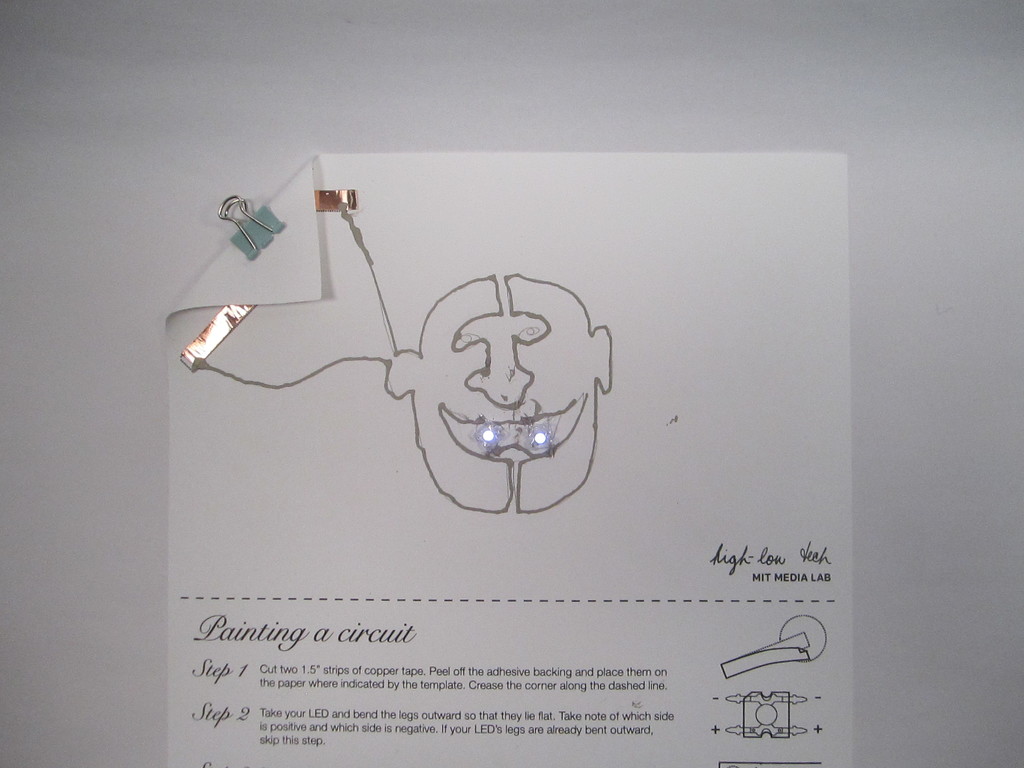 high-low tech
MIT MEDIA LAB
Painting a circuit
Step 1 Cut two 1.5" strips of copper tape. Peel off the adhesive backing and place them on
the paper where indicated by the template. Crease the corner along the dashed line.
Step 2 Take your LED and bend the legs outward so that they lie flat. Take note of which side
is positive and which side is negative. If your LED's legs are already bent outward,
skip this step.
- -
+ +